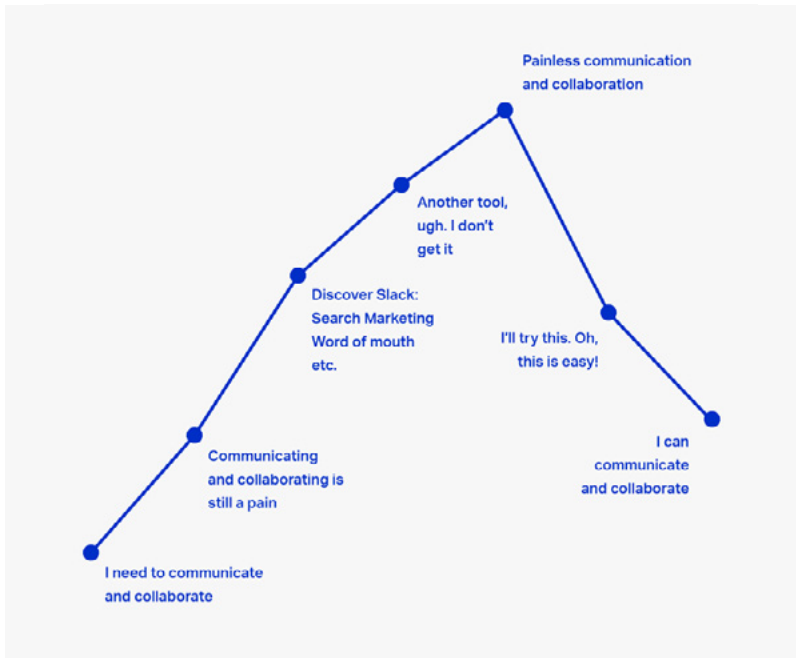 Painless communication
and collaboration
Another tool,
ugh. I don't
get it
Discover Slack:
Search Marketing
Word of mouth
etc.
I'll try this. Oh,
this is easy!
I can
communicate
and collaborate
Communicating
and collaborating is
still a pain
I need to communicate
and collaborate